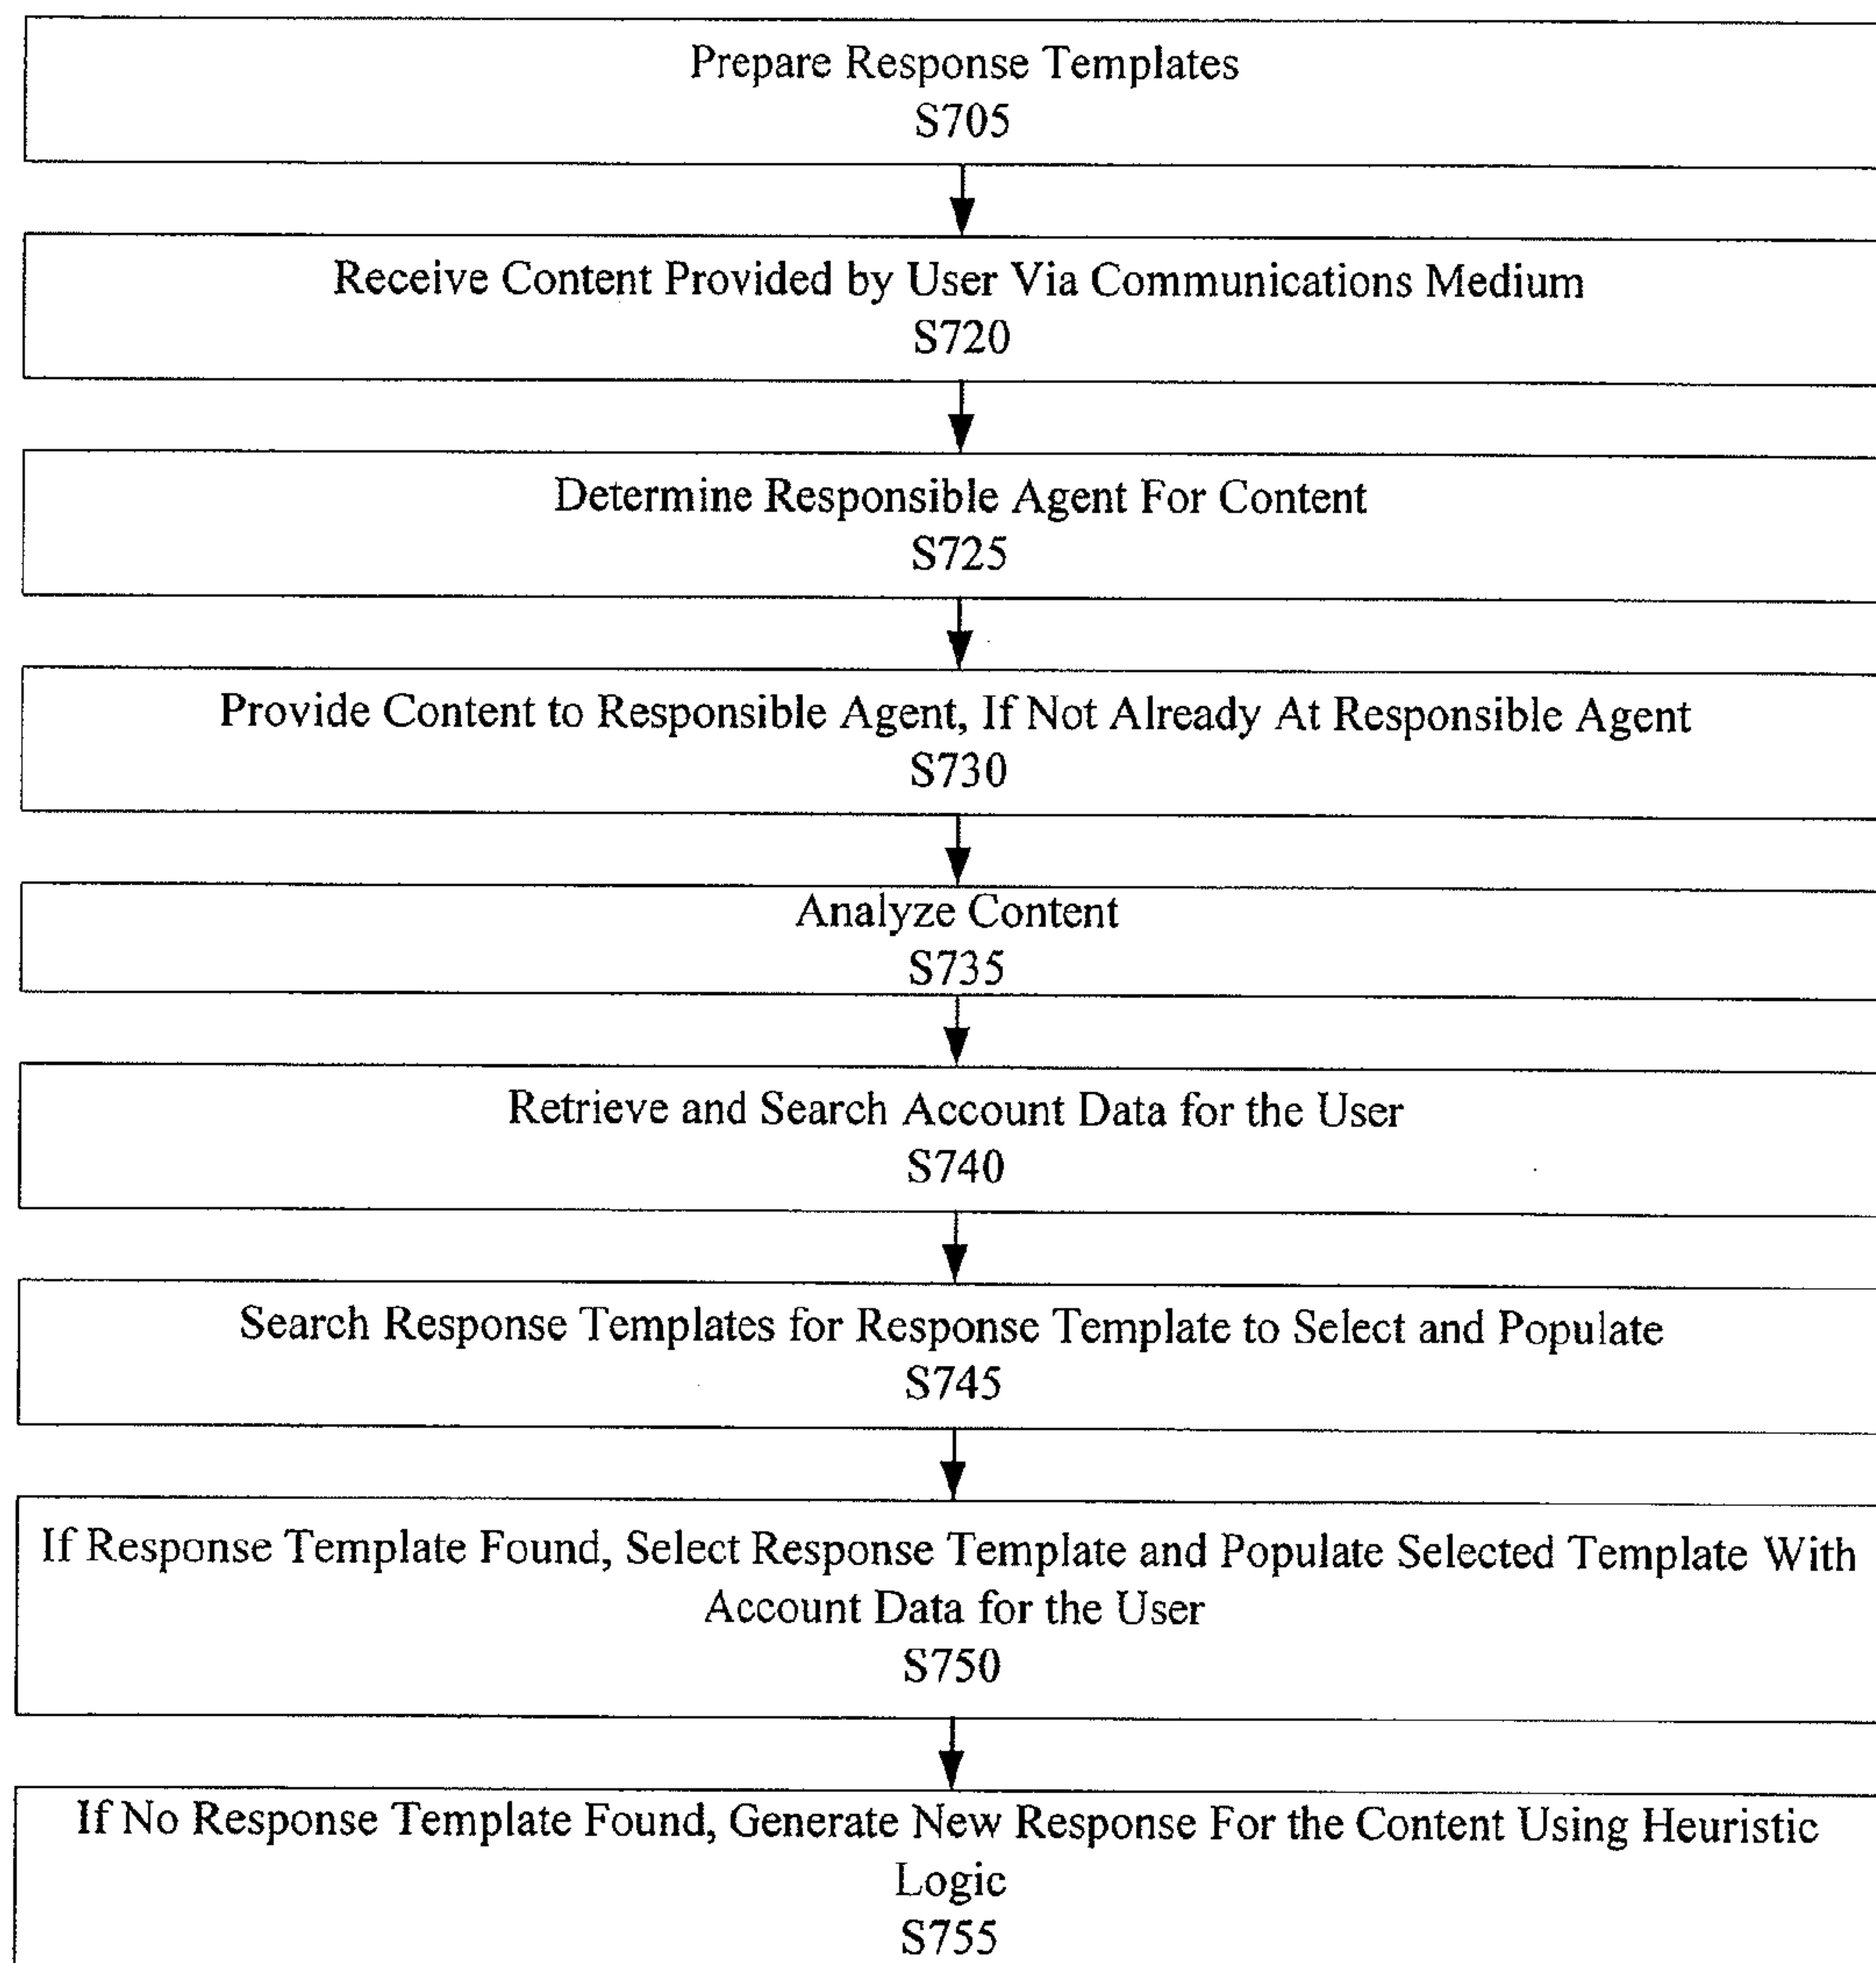 Prepare Response Templates
S705
Receive Content Provided by User Via Communications Medium
S720
Determine Responsible Agent For Content
S725
Provide Content to Responsible Agent, If Not Already At Responsible Agent
S730
Analyze Content
S735
Retrieve and Search Account Data for the User
S740
Search Response Templates for Response Template to Select and Populate
S745
If Response Template Found, Select Response Template and Populate Selected Template With
Account Data for the User
S750
If No Response Template Found, Generate New Response For the Content Using Heuristic
Logic
S755